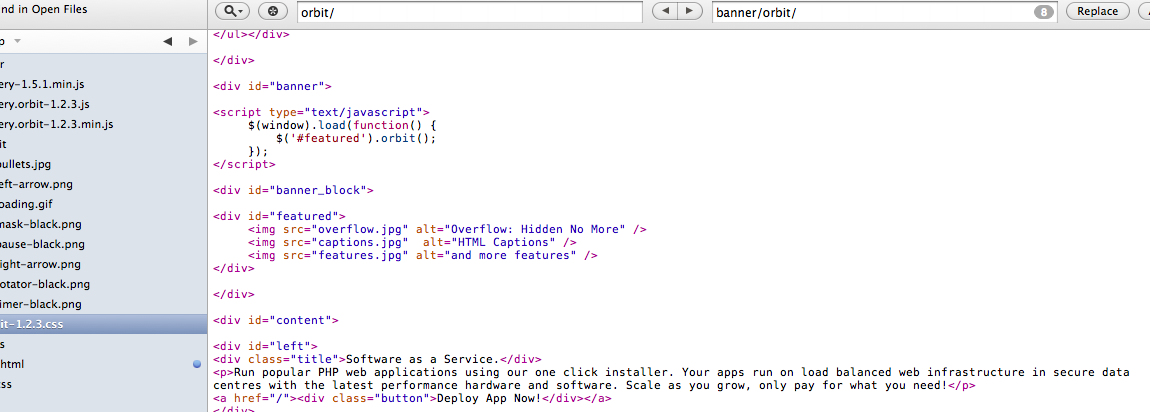 nd in Open Files
orbit/
banner/orbit/ 8 Replace
p
r
ery-1.5.1.min.js
ery.orbit-1.2.3.js
ery.orbit-1.2.3.min.js
it
bullets.jpg
eft-arrow.png
oading.gif
mask-black.png
pause-black.png
ight-arrow.png
otator-black.png
imer-black.png
it-1.2.3.css
s
html
ss
</ul></div>
</div>
<div id="banner">
<script type="text/javascript">
$(window).load(function() {
$('#featured').orbit();
});
</script>
<div id="banner_block">
<div id="featured">
<img src="overflow.jpg" alt="Overflow: Hidden No More" />
<img src="captions.jpg"  alt="HTML Captions" />
<img src="features.jpg" alt="and more features" />
</div>
</div>
<div id="content">
<div id="left">
<div class="title">Software as a Service.</div>
<p>Run popular PHP web applications using our one click installer. Your apps run on load balanced web infrastructure in secure data
centres with the latest performance hardware and software. Scale as you grow, only pay for what you need!</p>
<a href="/"><div class="button">Deploy App Now!</div></a>
</div>